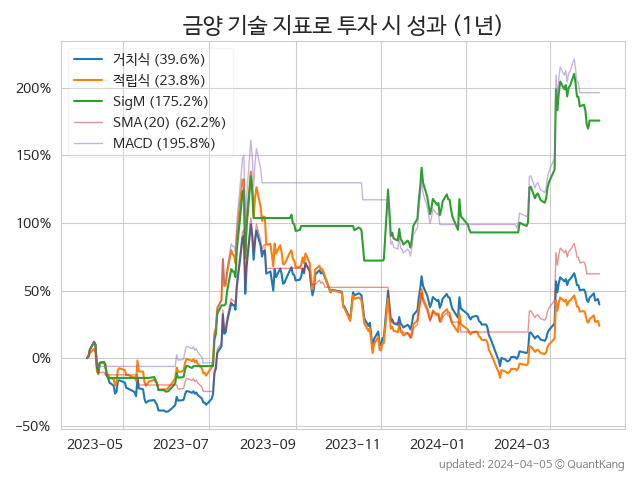 금양 기술 지표로 투자 시 성과 (1년)
거치식 (39.6%)
적립식 (23.8%)
SigM (175.2%)
SMA(20) (62.2%)
MACD (195.8%)
200%
150%
100%
50%
0%
−50%
2023-05 2023-07 2023-09 2023-11 2024-01 2024-03
updated: 2024-04-05 © QuantKang